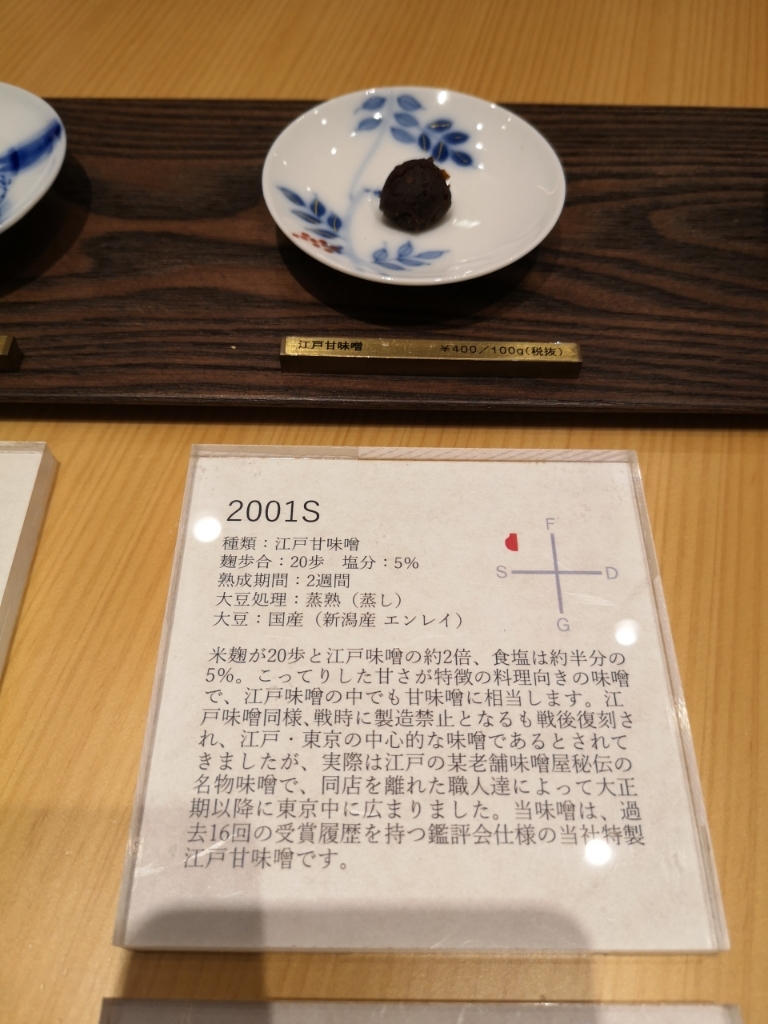 江戸甘味噌 ¥400/100g(税抜)
2001S
種類:江戸甘味噌
麹歩合:20歩 塩分:5%
熟成期間:2週間
大豆処理:蒸熟(蒸し)
大豆:国産(新潟産 エンレイ)
F
S D
G
米麹が20歩と江戸味噌の約2倍、食塩は約半分の
5%。こってりした甘さが特徴の料理向きの味噌
で、江戸味噌の中でも甘味噌に相当します。江
戸味噌同様、戦時に製造禁止となるも戦後復刻さ
れ、江戸・東京の中心的な味噌であるとされて
きましたが、実際は江戸の某老舗味噌屋秘伝の
名物味噌で、同店を離れた職人達によって大正
期以降に東京中に広まりました。当味噌は、過
去16回の受賞履歴を持つ鑑評会仕様の当社特製
江戸甘味噌です。